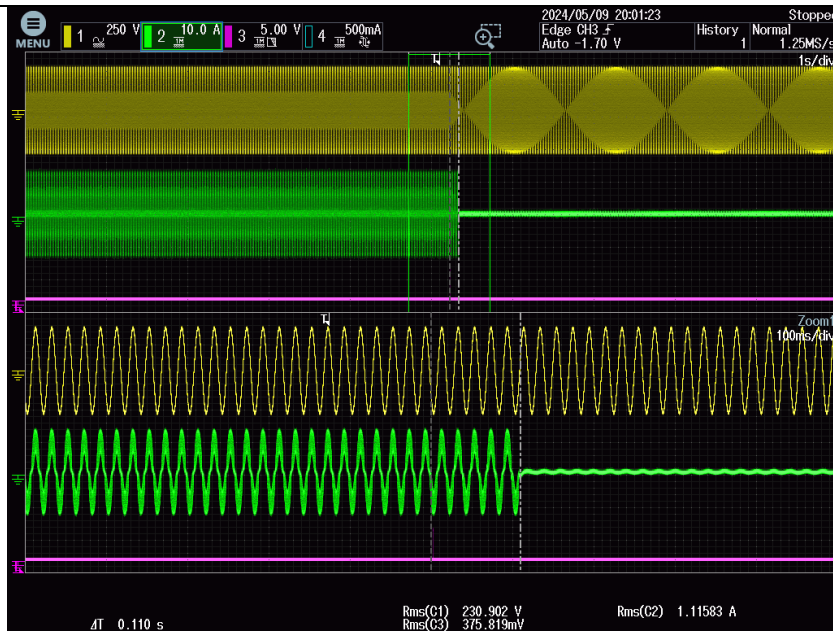 2024/05/09 20:01:23 Stopped
MENU 1 250 V 2 10.0 A 3 5.00 V 4 500mA Edge CH3 History Normal
Auto -1.70 V 1 1.25MS/s
1s/div
T
Zoom1
T 100ms/div
Rms(C1) 230.902 V Rms(C2) 1.11583 A
ΔT 0.110 s Rms(C3) 375.819mV